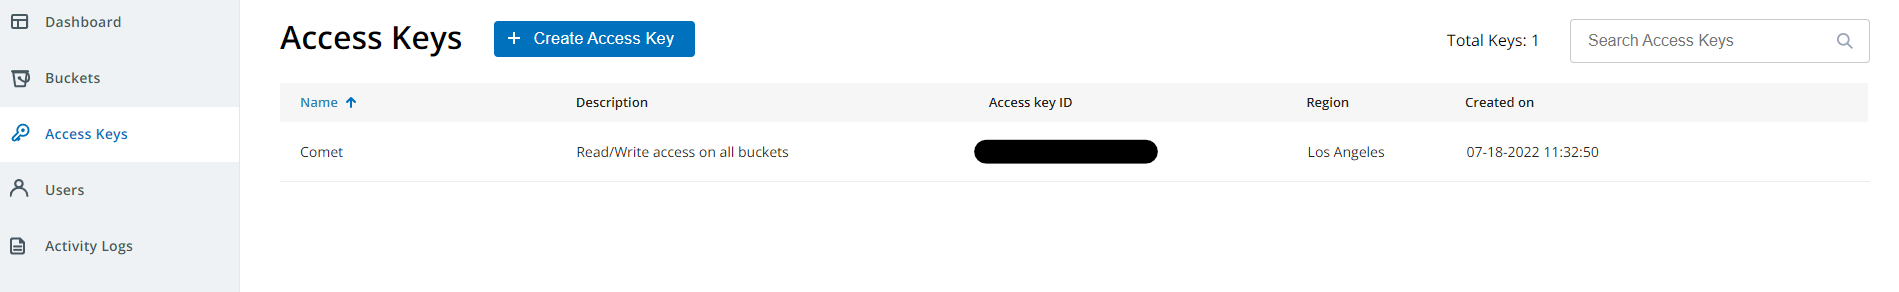 Dashboard
Buckets
Access Keys
Users
Activity Logs
Access Keys
Create Access Key
Total Keys: 1
Search Access Keys
Name Description Access key ID Region Created on
Comet Read/Write access on all buckets Los Angeles 07-18-2022 11:32:50